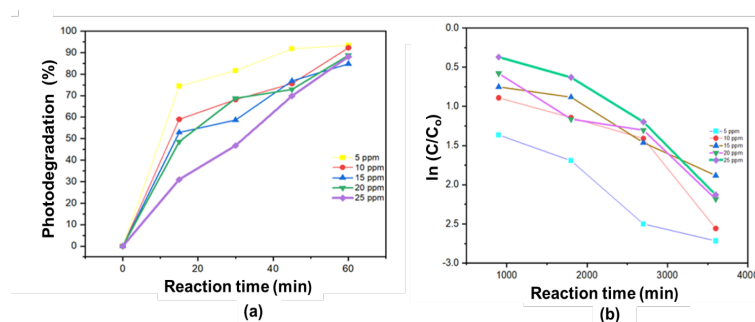 100
90
80
70
60
50
40
30
20
10
0
Photodegradation (%)
5 ppm
10 ppm
15 ppm
20 ppm
25 ppm
0 20 40 60
Reaction time (min)
(a)
0.0
0.5
1.0
1.5
2.0
2.5
-3.0
ln (C/C₀)
5 ppm
10 ppm
15 ppm
20 ppm
25 ppm
1000 2000 3000 4000
Reaction time (min)
(b)